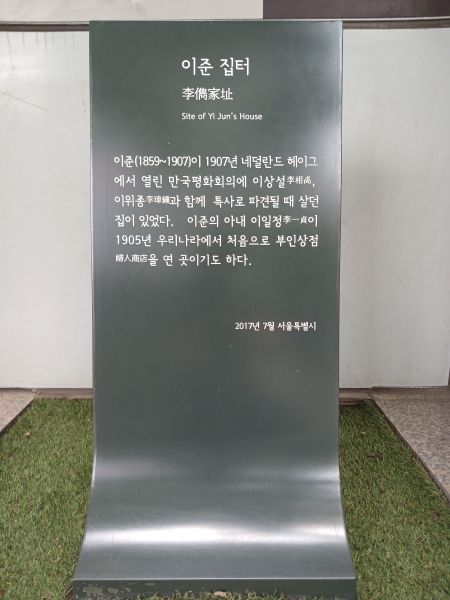 이준 집터
李儁家址
Site of Yi Jun's House
이준(1859~1907)이 1907년 네덜란드 헤이그
에서 열린 만국평화회의에 이상설李相卨,
이위종李瑋鍾과 함께 특사로 파견될 때 살던
집이 있었다. 이준의 아내 이일정李一貞이
1905년 우리나라에서 처음으로 부인상점
婦人商店을 연 곳이기도 하다.
2017년 7월 서울특별시